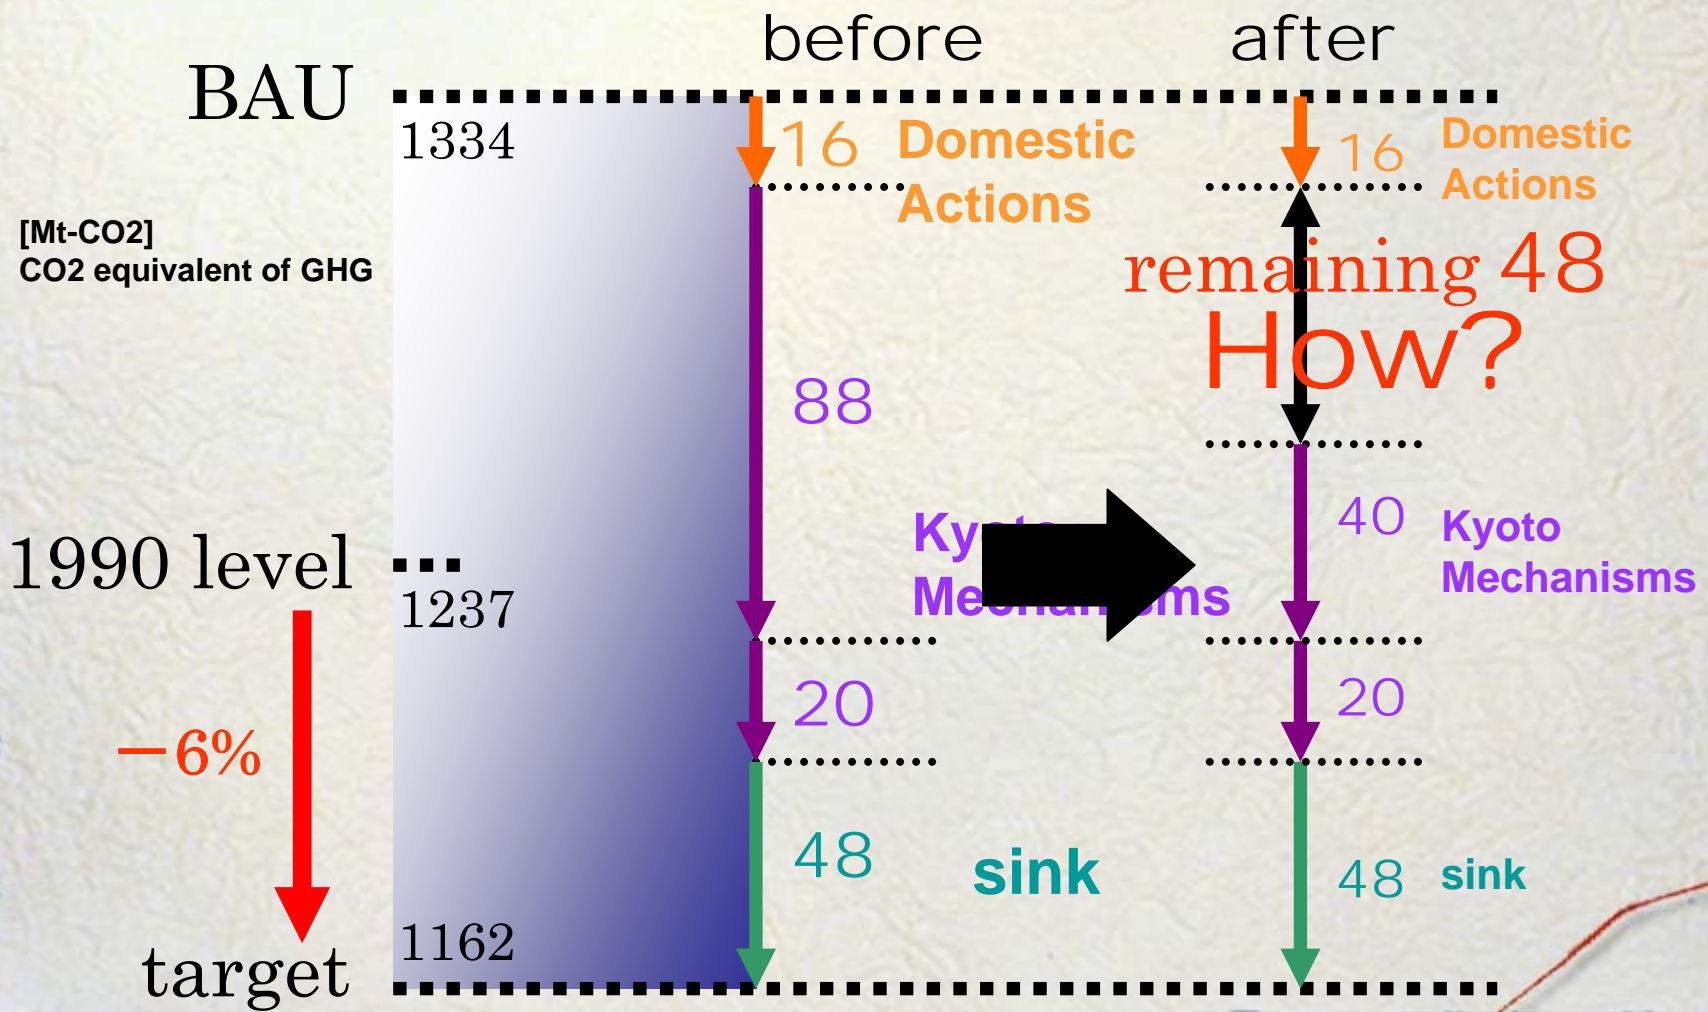 before after
BAU
1334
16 Domestic
Actions
16 Domestic
Actions
[Mt-CO2]
CO2 equivalent of GHG
remaining 48
How?
88
40
Kyoto
Mechanisms
1990 level
1237
20
20
−6%
48 sink
48 sink
1162
target